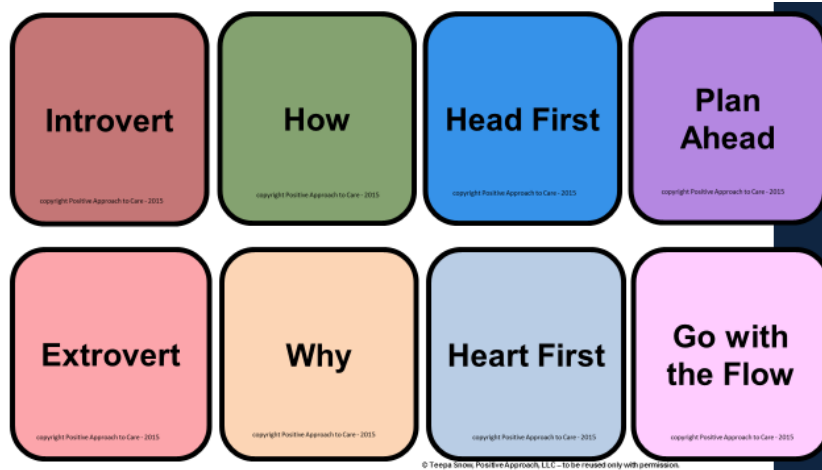 Introvert
How
Head First
Plan
Ahead
copyright Positive Approach to Care - 2015
copyright Positive Approach to Care - 2015
copyright Positive Approach to Care - 2015
copyright Positive Approach to Care - 2015
Extrovert
Why
Heart First
Go with
the Flow
copyright Positive Approach to Care - 2015
copyright Positive Approach to Care - 2015
copyright Positive Approach to Care - 2015
copyright Positive Approach to Care - 2015
© Teepa Snow, Positive Approach, LLC – to be reused only with permission.